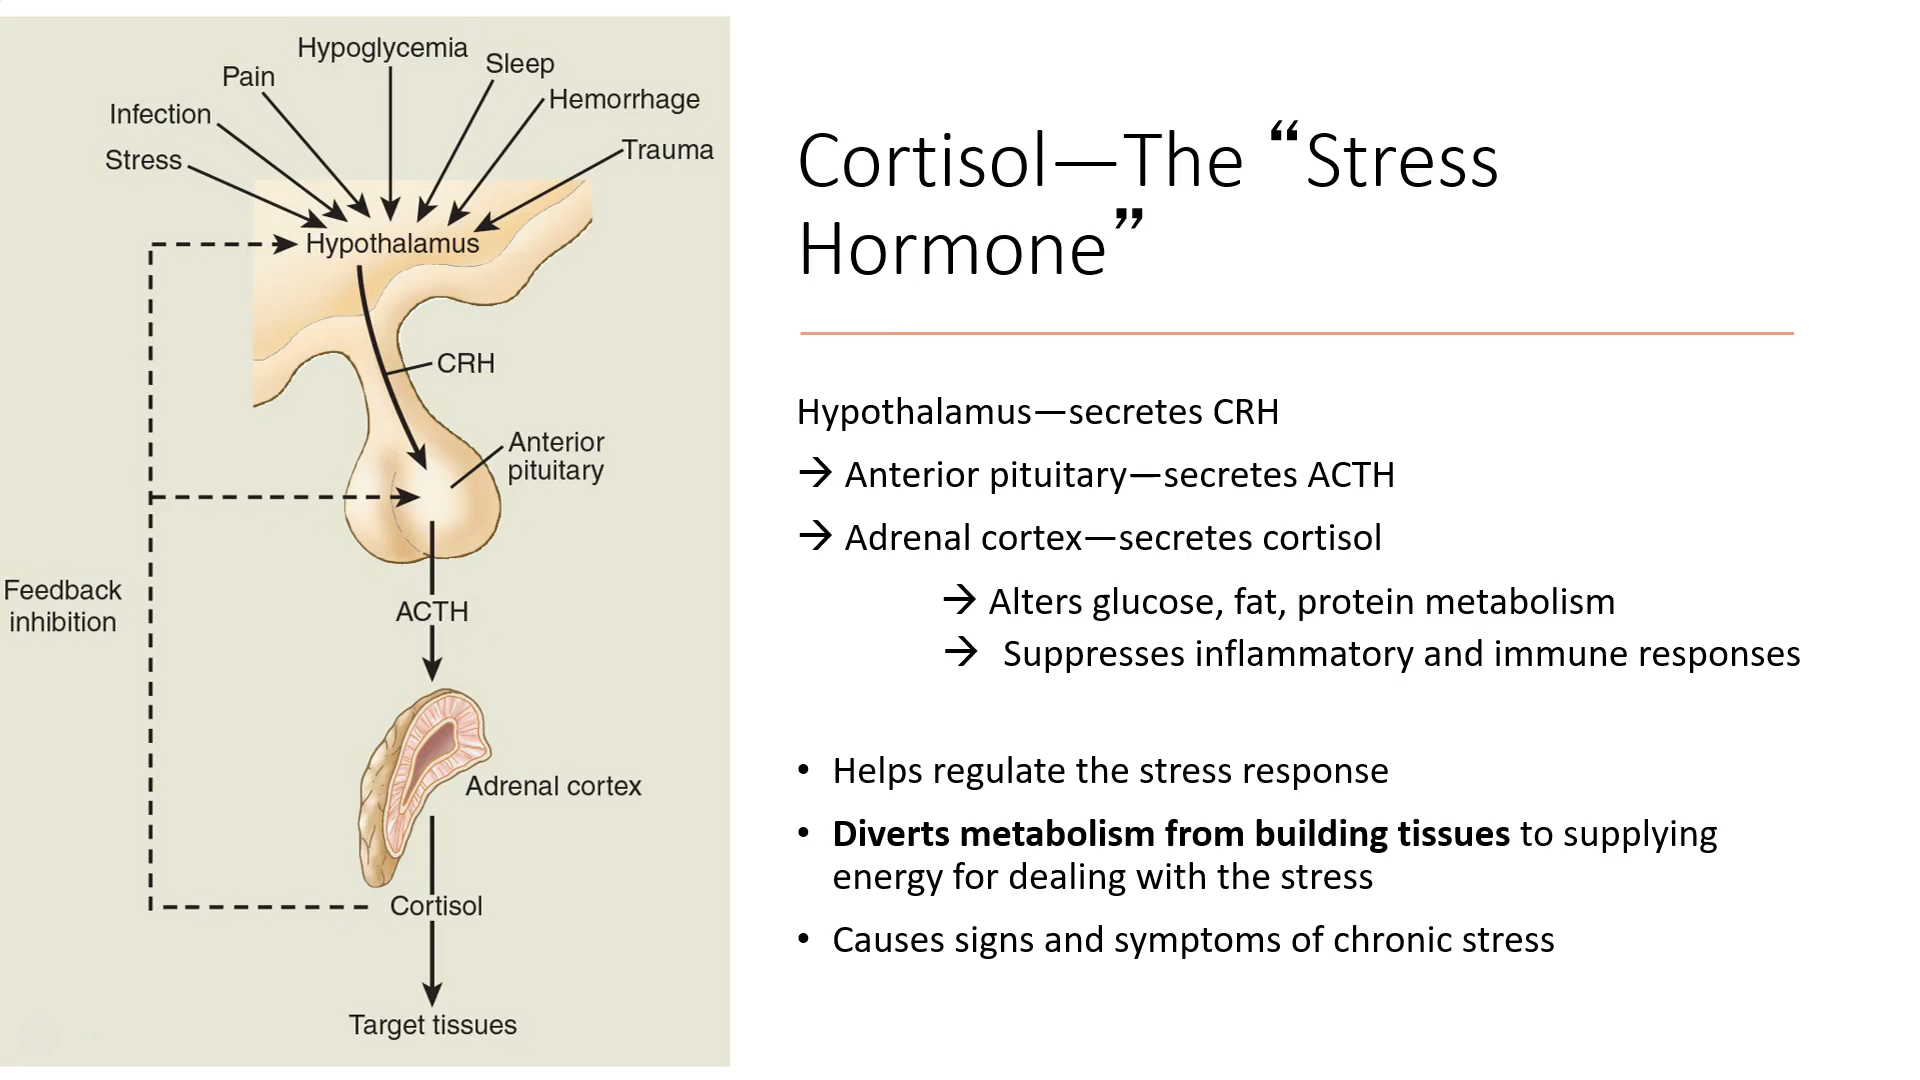 Hypoglycemia
Sleep
Pain
Hemorrhage
Infection
Trauma
Stress
Hypothalamus
CRH
Anterior
pituitary
Feedback
inhibition
ACTH
Adrenal cortex
Cortisol
Target tissues
Cortisol—The “Stress
Hormone”
Hypothalamus—secretes CRH
→ Anterior pituitary—secretes ACTH
→ Adrenal cortex—secretes cortisol
→ Alters glucose, fat, protein metabolism
→ Suppresses inflammatory and immune responses
• Helps regulate the stress response
• Diverts metabolism from building tissues to supplying
energy for dealing with the stress
• Causes signs and symptoms of chronic stress